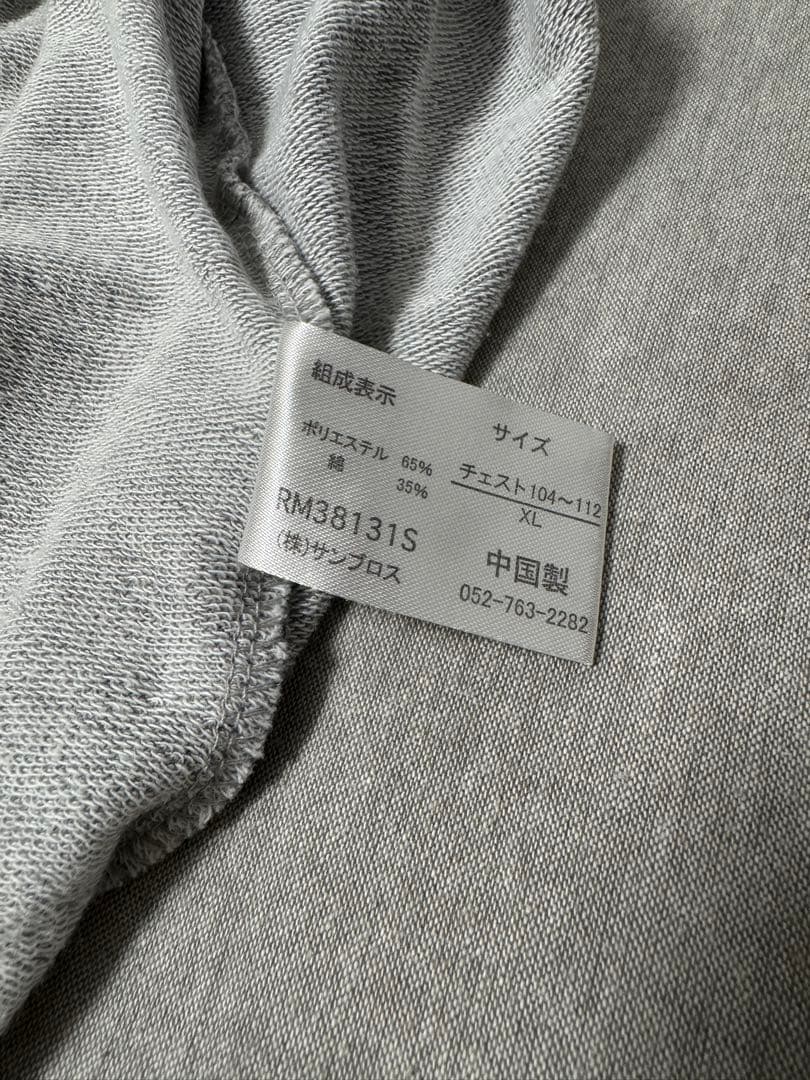 組成表示
ポリエステル 65%
綿 35%
RM38131S
(株)サンブロス
サイズ
チェスト104〜112
XL
中国製
052-763-2282